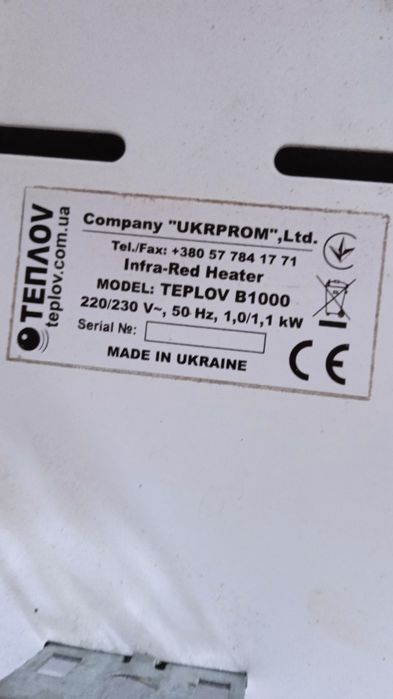 ТЕПЛОV
teplov.com.ua
Company "UKRPROM",Ltd.
Tel./Fax: +380 57 784 17 71
Infra-Red Heater
MODEL: TEPLOV B1000
220/230 V~, 50 Hz, 1,0/1,1 kW
Serial №:
MADE IN UKRAINE
CE